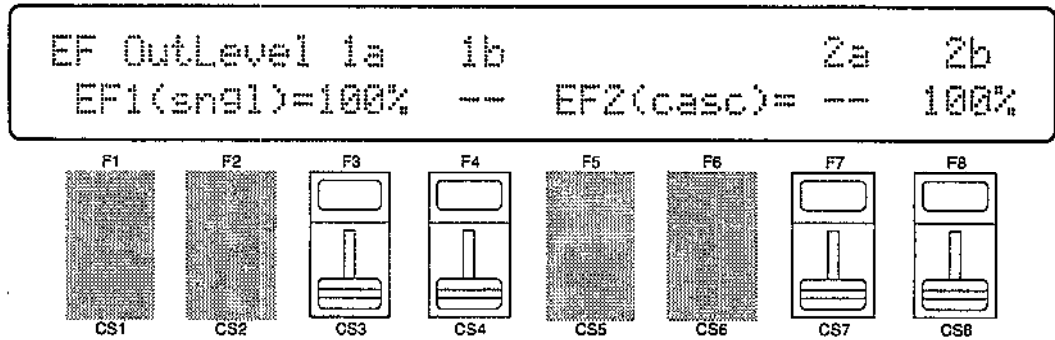 EF OutLevel 1a 1b 2a 2b
EF1(sngl)=100% -- EF2(casc)= -- 100%
F1 F2 F3 F4 F5 F6 F7 F8
CS1 CS2 CS3 CS4 CS5 CS6 CS7 CS8